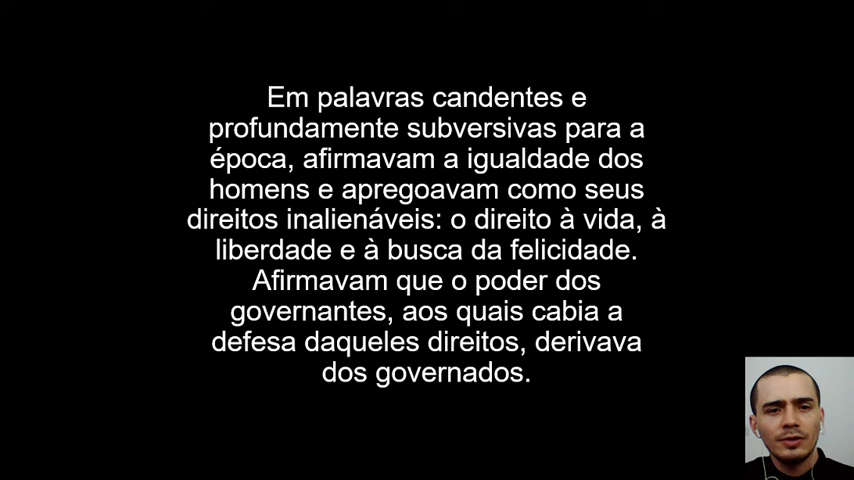 Em palavras candentes e
profundamente subversivas para a
época, afirmavam a igualdade dos
homens e apregoavam como seus
direitos inalienáveis: o direito à vida, à
liberdade e à busca da felicidade.
Afirmavam que o poder dos
governantes, aos quais cabia a
defesa daqueles direitos, derivava
dos governados.